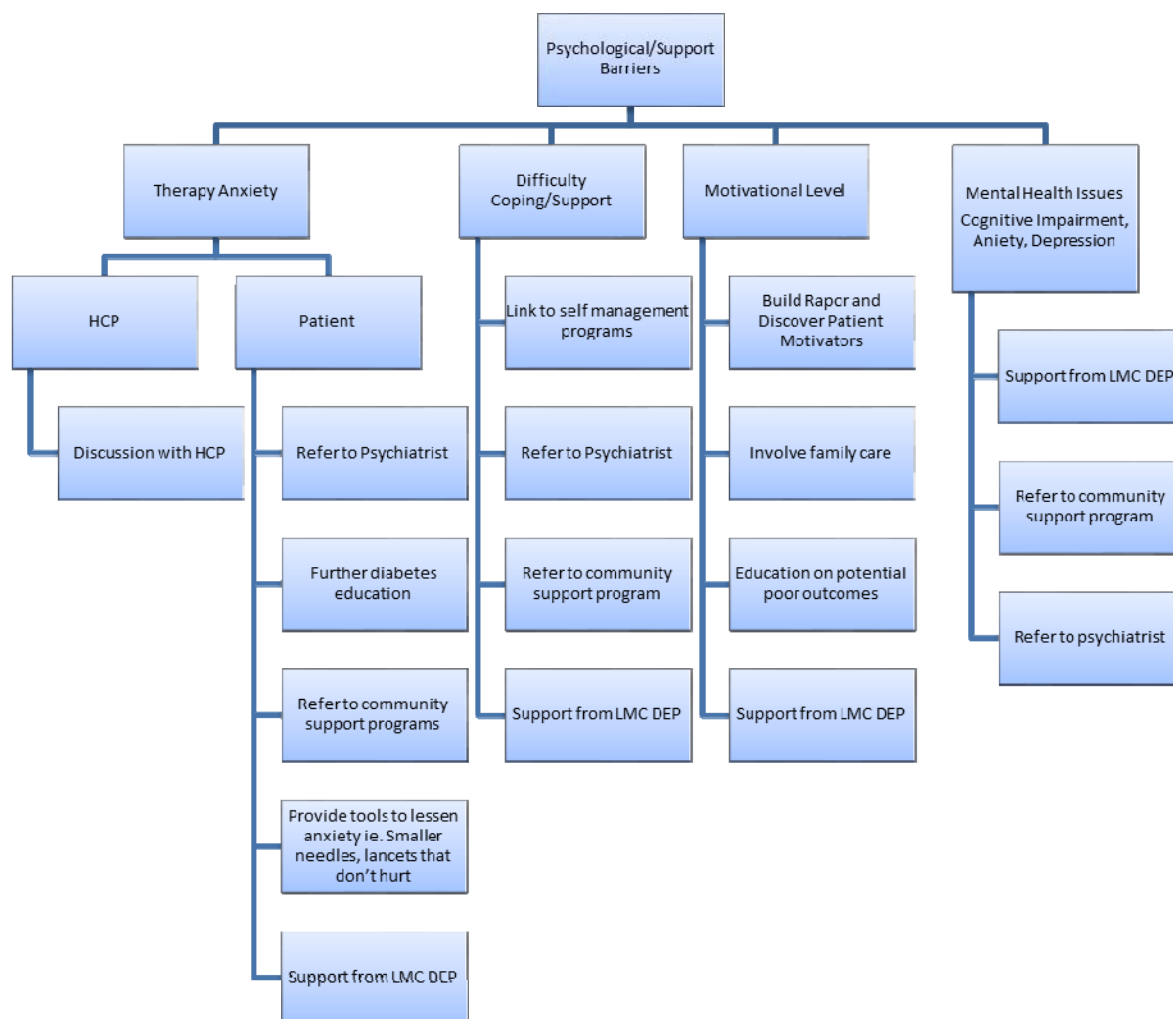 Psychological/Support
Barriers
Therapy Anxiety
Difficulty
Coping/Support
Motivational Level
Mental Health Issues
Cognitive Impairment,
Aniety, Depression
HCP
Patient
Link to self management
programs
Build Rapor and
Discover Patient
Motivators
Support from LMC DEP
Discussion with HCP
Refer to Psychiatrist
Refer to Psychiatrist
Involve family care
Refer to community
support program
Further diabetes
education
Refer to community
support program
Education on potential
poor outcomes
Refer to psychiatrist
Refer to community
support programs
Support from LMC DEP
Support from LMC DEP
Provide tools to lessen
anxiety ie. Smaller
needles, lancets that
don't hurt
Support from LMC DEP